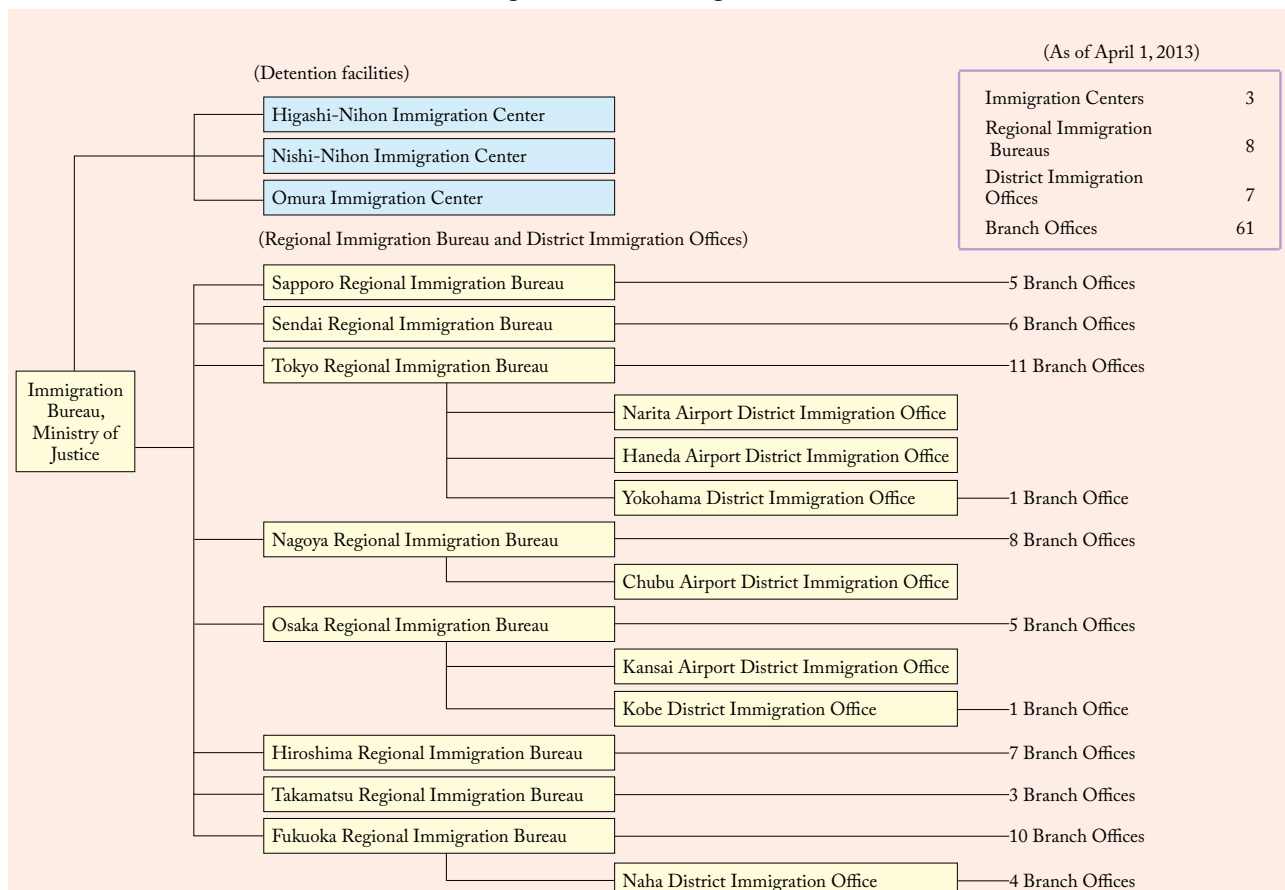 (As of April 1, 2013)
Immigration Centers 3
Regional Immigration
Bureaus 8
District Immigration
Offices 7
Branch Offices 61
(Detention facilities)
Higashi-Nihon Immigration Center
Nishi-Nihon Immigration Center
Omura Immigration Center
(Regional Immigration Bureau and District Immigration Offices)
Immigration
Bureau,
Ministry of
Justice
Sapporo Regional Immigration Bureau 5 Branch Offices
Sendai Regional Immigration Bureau 6 Branch Offices
Tokyo Regional Immigration Bureau 11 Branch Offices
Narita Airport District Immigration Office
Haneda Airport District Immigration Office
Yokohama District Immigration Office 1 Branch Office
Nagoya Regional Immigration Bureau 8 Branch Offices
Chubu Airport District Immigration Office
Osaka Regional Immigration Bureau 5 Branch Offices
Kansai Airport District Immigration Office
Kobe District Immigration Office 1 Branch Office
Hiroshima Regional Immigration Bureau 7 Branch Offices
Takamatsu Regional Immigration Bureau 3 Branch Offices
Fukuoka Regional Immigration Bureau 10 Branch Offices
Naha District Immigration Office 4 Branch Offices